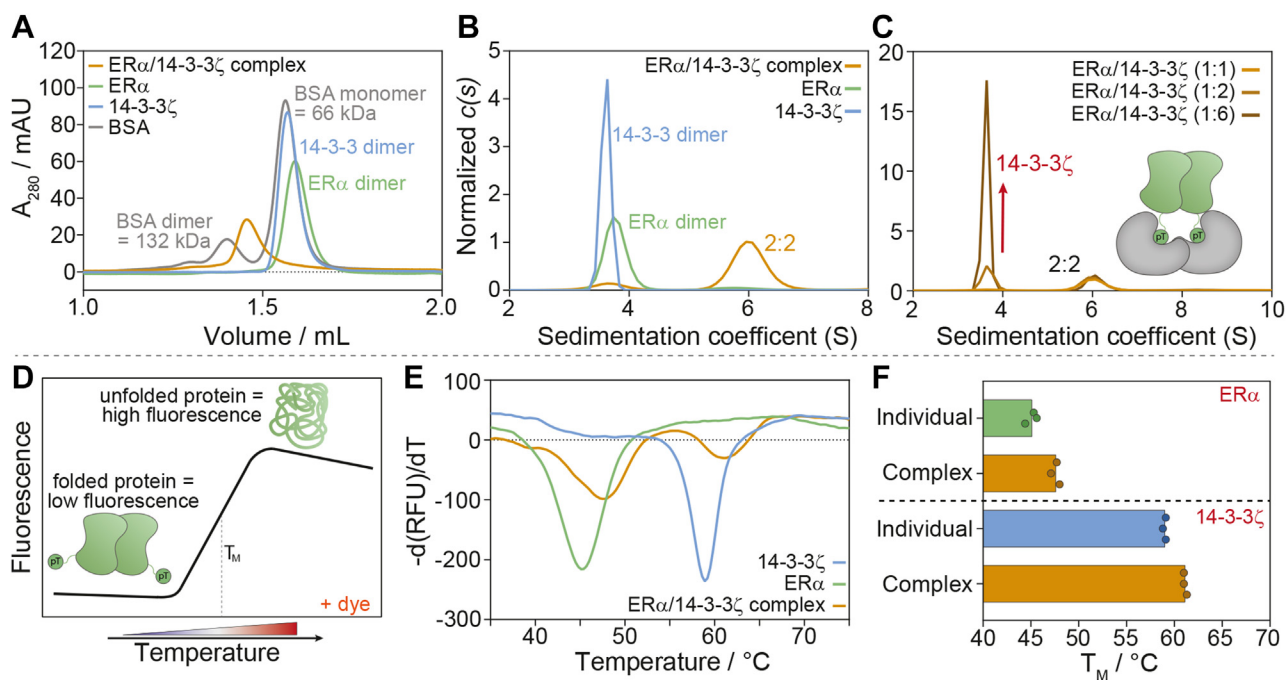 A
120
100
80
60
40
20
0
A280 / mAU
ERα/14-3-3ζ complex
ERα
14-3-3ζ
BSA
BSA monomer
= 66 kDa
14-3-3 dimer
ERα dimer
BSA dimer
= 132 kDa
1.0
1.5
2.0
Volume / mL
B
5
4
3
2
1
0
Normalized c(s)
ERα/14-3-3ζ complex
ERα
14-3-3ζ
14-3-3 dimer
ERα dimer
2:2
2
4
6
8
Sedimentation coefficent (S)
C
20
15
10
5
0
ERα/14-3-3ζ (1:1)
ERα/14-3-3ζ (1:2)
ERα/14-3-3ζ (1:6)
14-3-3ζ
2:2
pT
pT
2
4
6
8
10
Sedimentation coefficent (S)
D
Fluorescence
unfolded protein =
high fluorescence
folded protein =
low fluorescence
pT
pT
TM
+ dye
Temperature
E
100
0
-100
-200
-300
-d(RFU)/dT
14-3-3ζ
ERα
ERα/14-3-3ζ complex
40
50
60
70
Temperature / °C
F
ERα
Individual
Complex
14-3-3ζ
Individual
Complex
40
45
50
55
60
65
70
TM / °C